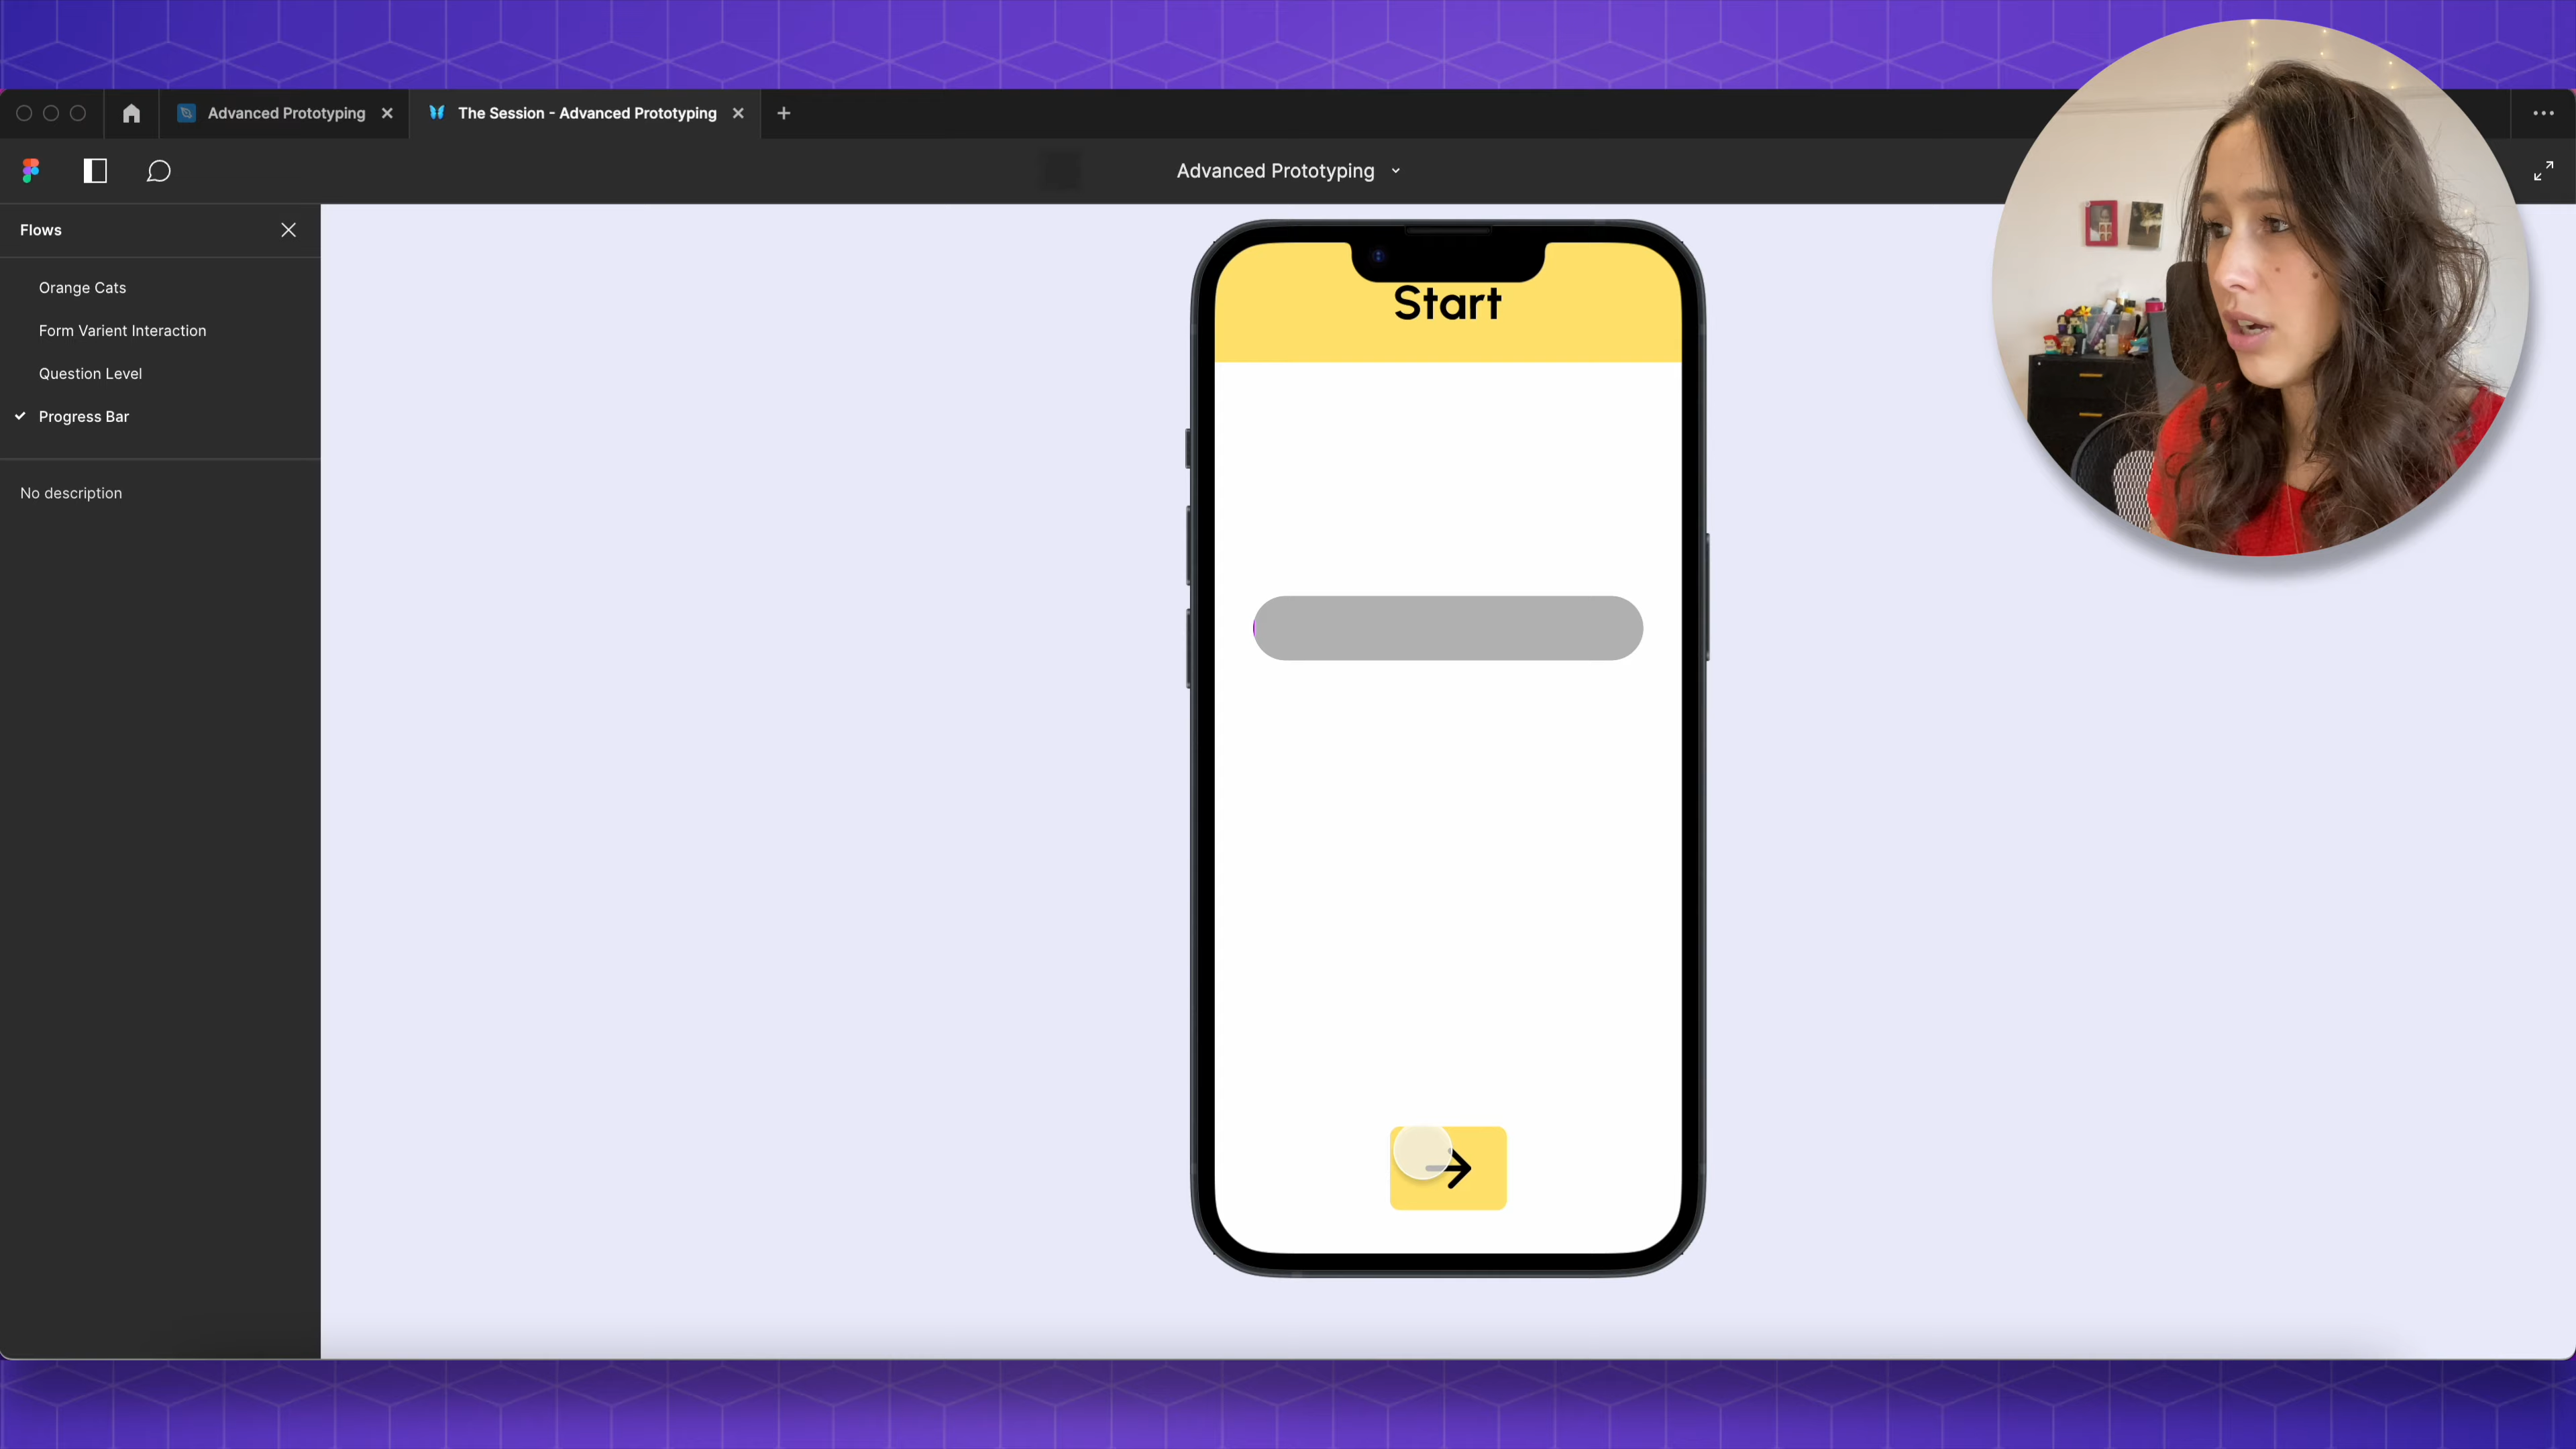 Advanced Prototyping
The Session - Advanced Prototyping
Advanced Prototyping
Flows
Orange Cats
Form Varient Interaction
Question Level
Progress Bar
No description
Start